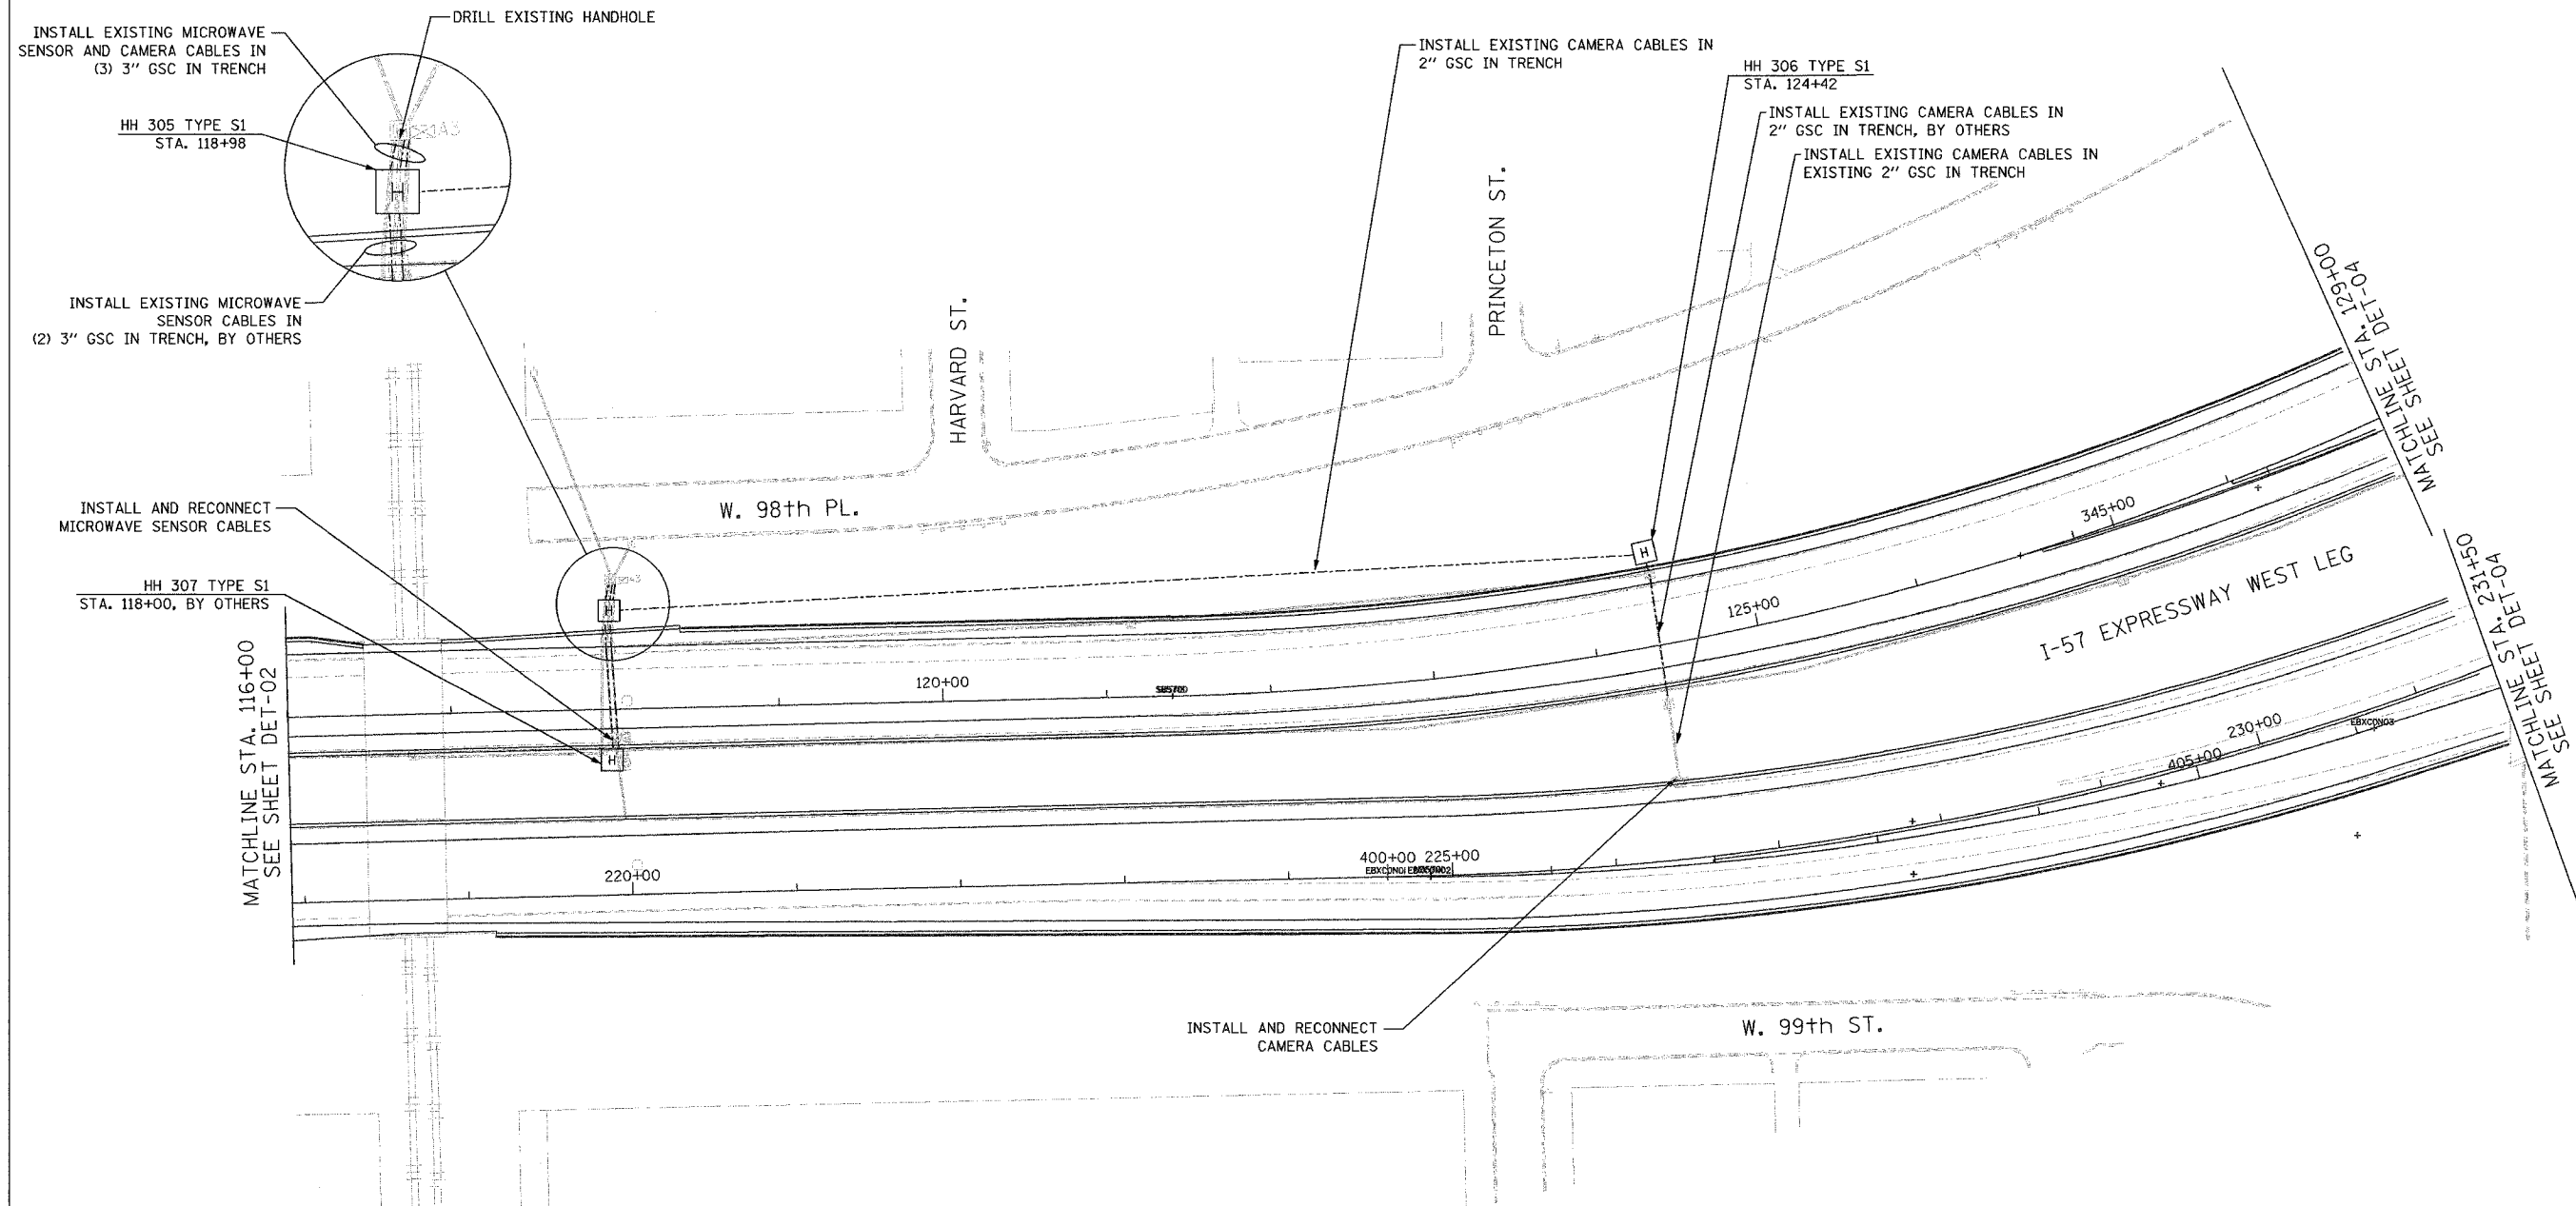 DRILL EXISTING HANDHOLE
INSTALL EXISTING MICROWAVE
SENSOR AND CAMERA CABLES IN
(3) 3" GSC IN TRENCH
HH 305 TYPE S1
STA. 118+98
H
INSTALL EXISTING MICROWAVE
SENSOR CABLES IN
(2) 3" GSC IN TRENCH, BY OTHERS
INSTALL EXISTING CAMERA CABLES IN
2" GSC IN TRENCH
HH 306 TYPE S1
STA. 124+42
INSTALL EXISTING CAMERA CABLES IN
2" GSC IN TRENCH, BY OTHERS
INSTALL EXISTING CAMERA CABLES IN
EXISTING 2" GSC IN TRENCH
HARVARD ST.
PRINCETON ST.
W. 98th PL.
INSTALL AND RECONNECT
MICROWAVE SENSOR CABLES
HH 307 TYPE S1
STA. 118+00, BY OTHERS
H
H
H
MATCHLINE STA. 116+00
SEE SHEET DET-02
MATCHLINE STA. 129+00
SEE SHEET DET-04
MATCHLINE STA. 231+50
SEE SHEET DET-04
I-57 EXPRESSWAY WEST LEG
120+00
125+00
345+00
220+00
400+00 225+00
405+00
230+00
EBXCDN03
INSTALL AND RECONNECT
CAMERA CABLES
W. 99th ST.